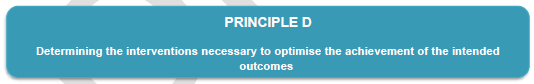 PRINCIPLE D
Determining the interventions necessary to optimise the achievement of the intended
outcomes